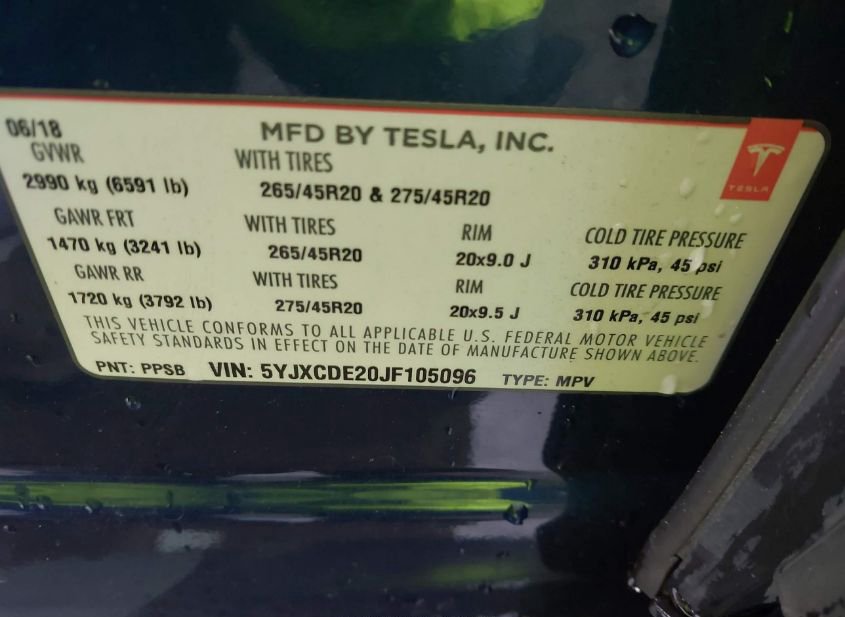 06/18 MFD BY TESLA, INC.
TESLA
GVWR WITH TIRES
2990 kg (6591 lb) 265/45R20 & 275/45R20
GAWR FRT WITH TIRES RIM COLD TIRE PRESSURE
1470 kg (3241 lb) 265/45R20 20x9.0 J 310 kPa, 45 psi
GAWR RR WITH TIRES RIM COLD TIRE PRESSURE
1720 kg (3792 lb) 275/45R20 20x9.5 J 310 kPa, 45 psi
THIS VEHICLE CONFORMS TO ALL APPLICABLE U.S. FEDERAL MOTOR VEHICLE
SAFETY STANDARDS IN EFFECT ON THE DATE OF MANUFACTURE SHOWN ABOVE.
PNT: PPSB VIN: 5YJXCDE20JF105096 TYPE: MPV